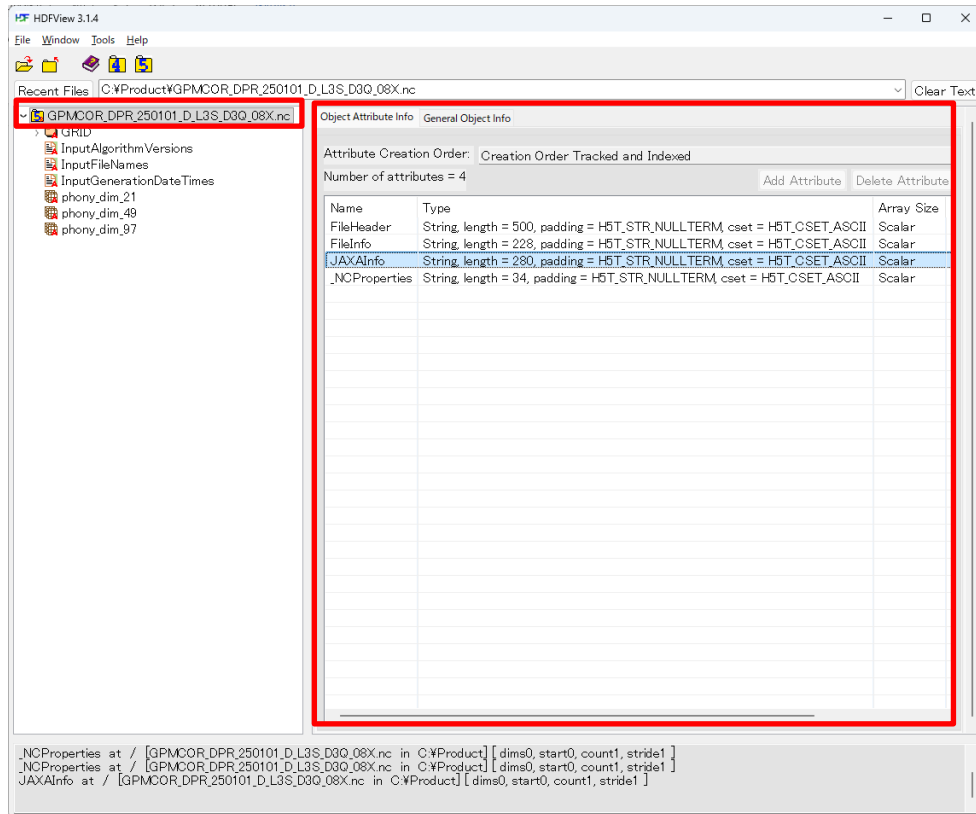 HDF HDFView 3.1.4
File Window Tools Help
4 5
Recent Files C:¥Product¥GPMCOR_DPR_250101_D_L3S_D3Q_08X.nc Clear Text
5 GPMCOR_DPR_250101_D_L3S_D3Q_08X.nc
GRID
InputAlgorithmVersions
InputFileNames
InputGenerationDateTimes
phony_dim_21
phony_dim_49
phony_dim_97
Object Attribute Info General Object Info
Attribute Creation Order: Creation Order Tracked and Indexed
Number of attributes = 4 Add Attribute Delete Attribute
Name Type Array Size
FileHeader String, length = 500, padding = H5T_STR_NULLTERM, cset = H5T_CSET_ASCII Scalar
FileInfo String, length = 228, padding = H5T_STR_NULLTERM, cset = H5T_CSET_ASCII Scalar
JAXAInfo String, length = 280, padding = H5T_STR_NULLTERM, cset = H5T_CSET_ASCII Scalar
_NCProperties String, length = 34, padding = H5T_STR_NULLTERM, cset = H5T_CSET_ASCII Scalar
_NCProperties at / [GPMCOR_DPR_250101_D_L3S_D3Q_08X.nc in C:¥Product] [ dims0, start0, count1, stride1 ]
_NCProperties at / [GPMCOR_DPR_250101_D_L3S_D3Q_08X.nc in C:¥Product] [ dims0, start0, count1, stride1 ]
JAXAInfo at / [GPMCOR_DPR_250101_D_L3S_D3Q_08X.nc in C:¥Product] [ dims0, start0, count1, stride1 ]